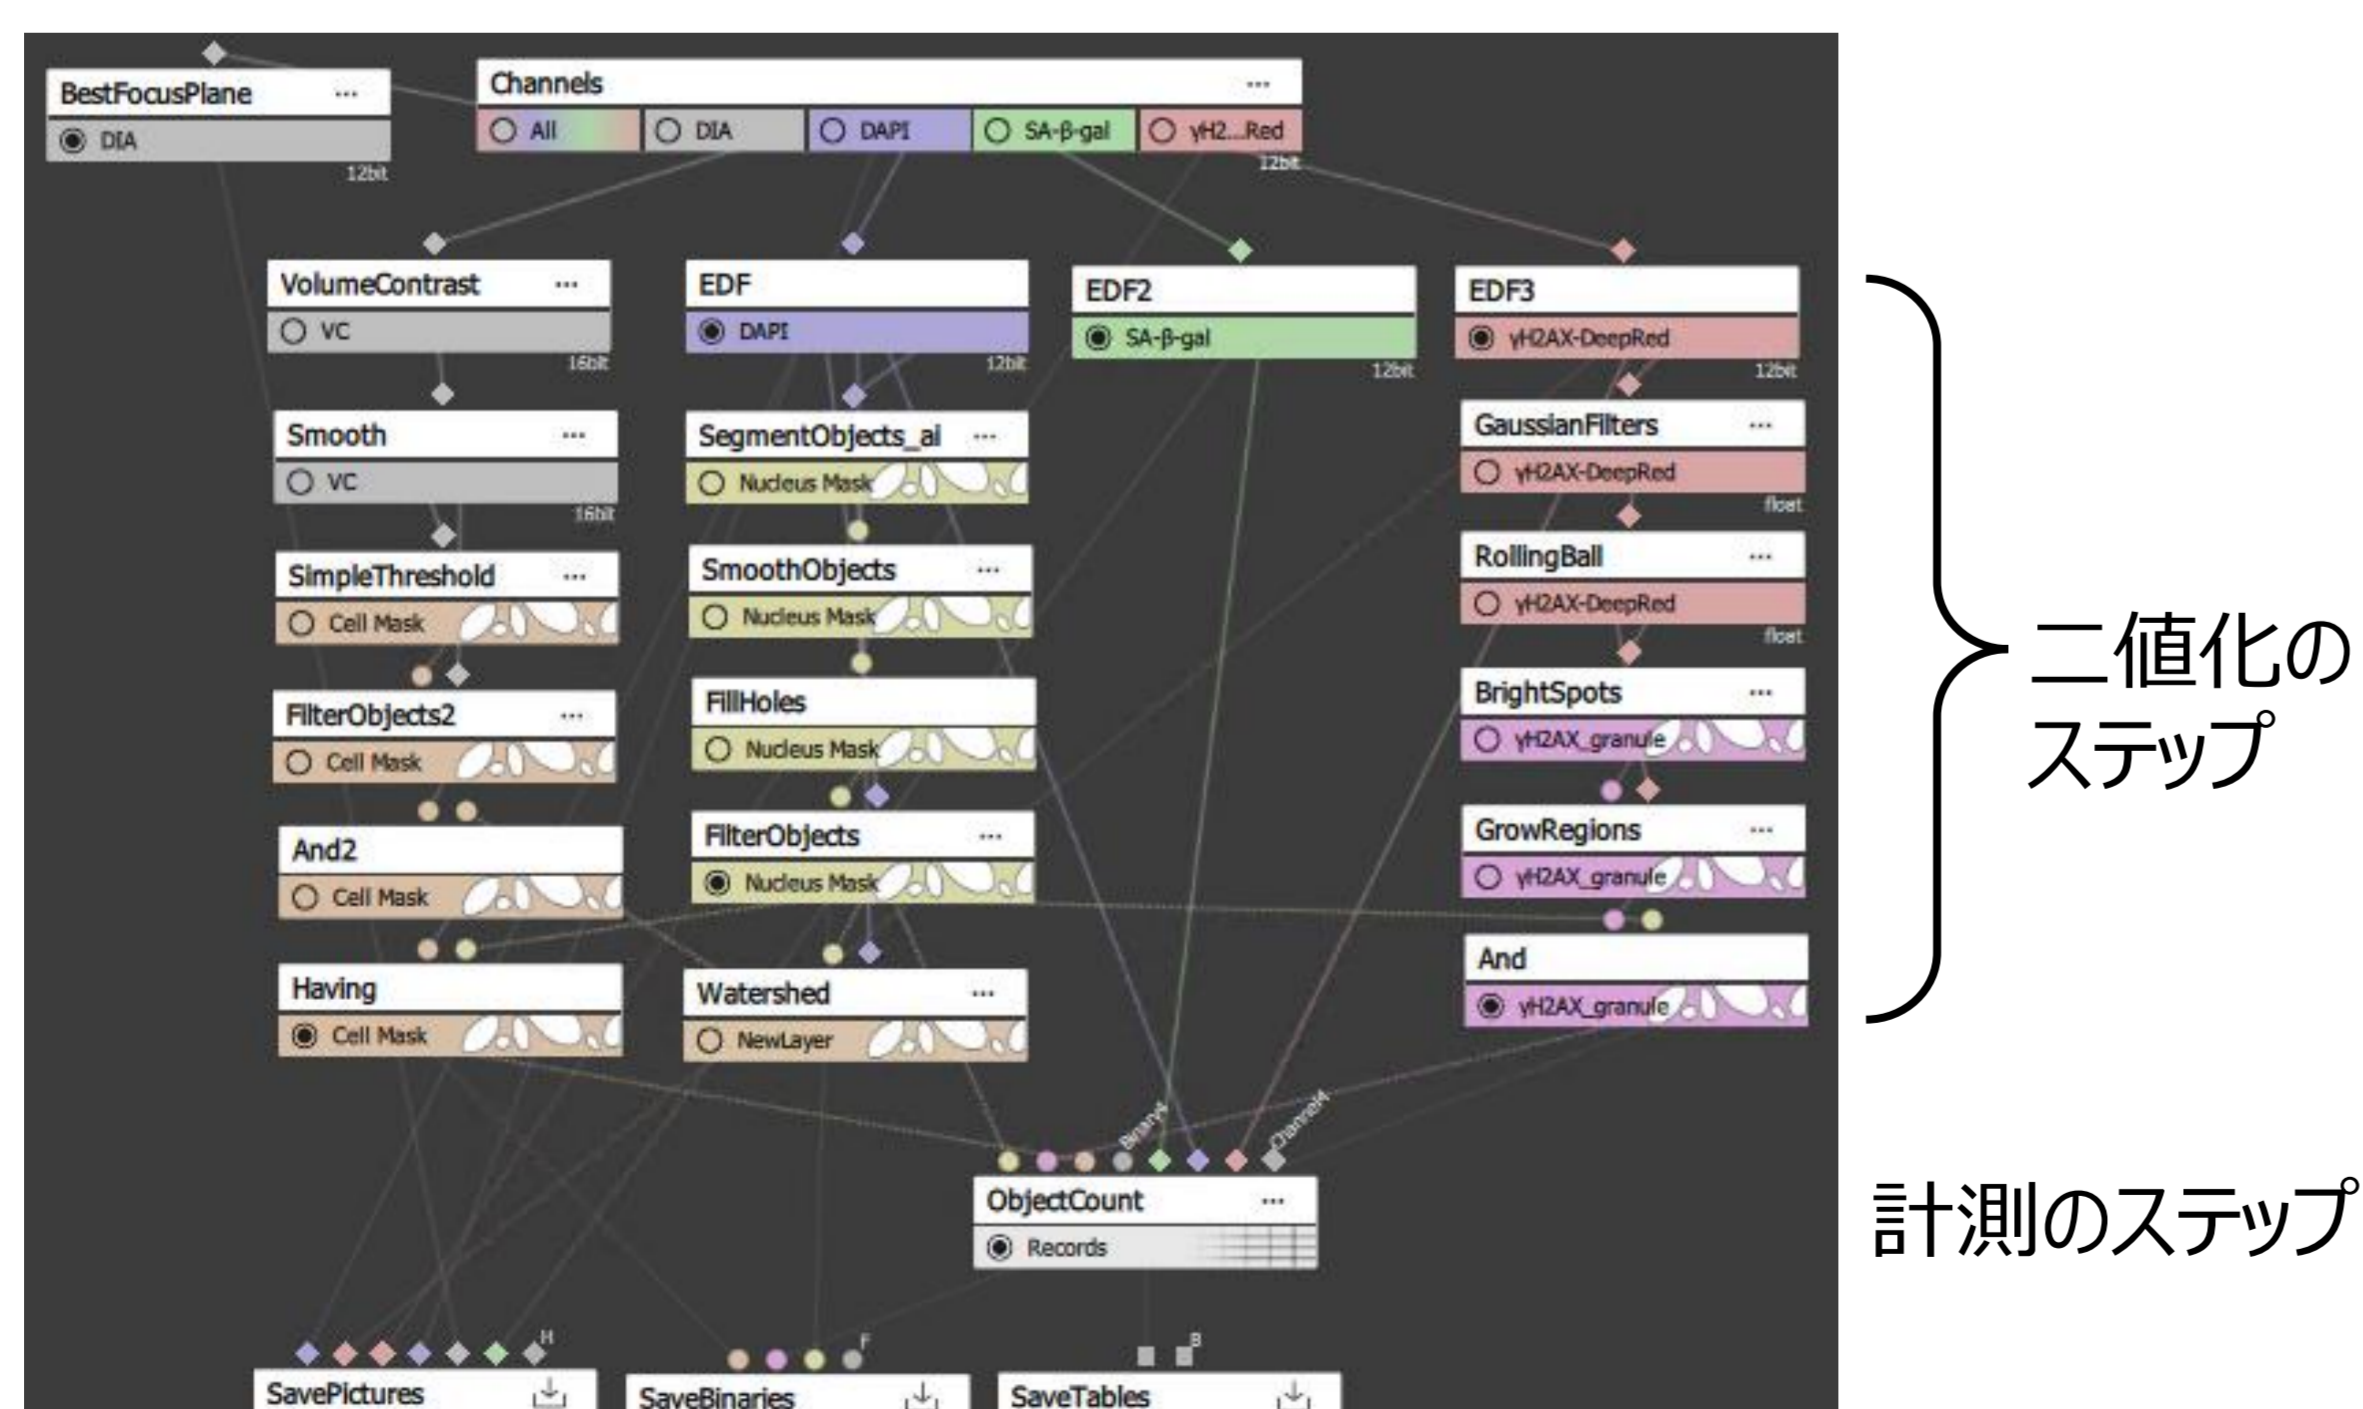 BestFocusPlane ...
DIA
12bit
Channels ...
All DIA DAPI SA-β-gal γH2...Red
12bit
VolumeContrast ...
VC
16bit
EDF
DAPI
12bit
EDF2
SA-β-gal
12bit
EDF3
γH2AX-DeepRed
12bit
Smooth ...
VC
16bit
SegmentObjects_ai ...
Nucleus Mask
GaussianFilters ...
γH2AX-DeepRed
float
SimpleThreshold ...
Cell Mask
SmoothObjects ...
Nucleus Mask
RollingBall ...
γH2AX-DeepRed
float
FilterObjects2 ...
Cell Mask
FillHoles
Nucleus Mask
BrightSpots ...
γH2AX_granule
And2
Cell Mask
FilterObjects ...
Nucleus Mask
GrowRegions ...
γH2AX_granule
Having
Cell Mask
Watershed ...
NewLayer
And
γH2AX_granule
二値化の
ステップ
Binary4
Channel4
ObjectCount ...
Records
計測のステップ
H
F
B
SavePictures
SaveBinaries
SaveTables